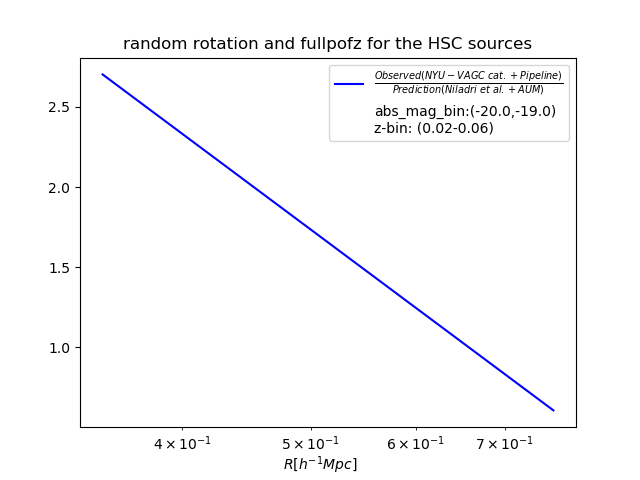 random rotation and fullpofz for the HSC sources
Observed(NYU−VAGC cat.+Pipeline)
Prediction(Niladri et al.+AUM)
abs_mag_bin:(-20.0,-19.0)
z-bin: (0.02-0.06)
2.5
2.0
1.5
1.0
4 × 10⁻¹ 5 × 10⁻¹ 6 × 10⁻¹ 7 × 10⁻¹
R[h⁻¹Mpc]